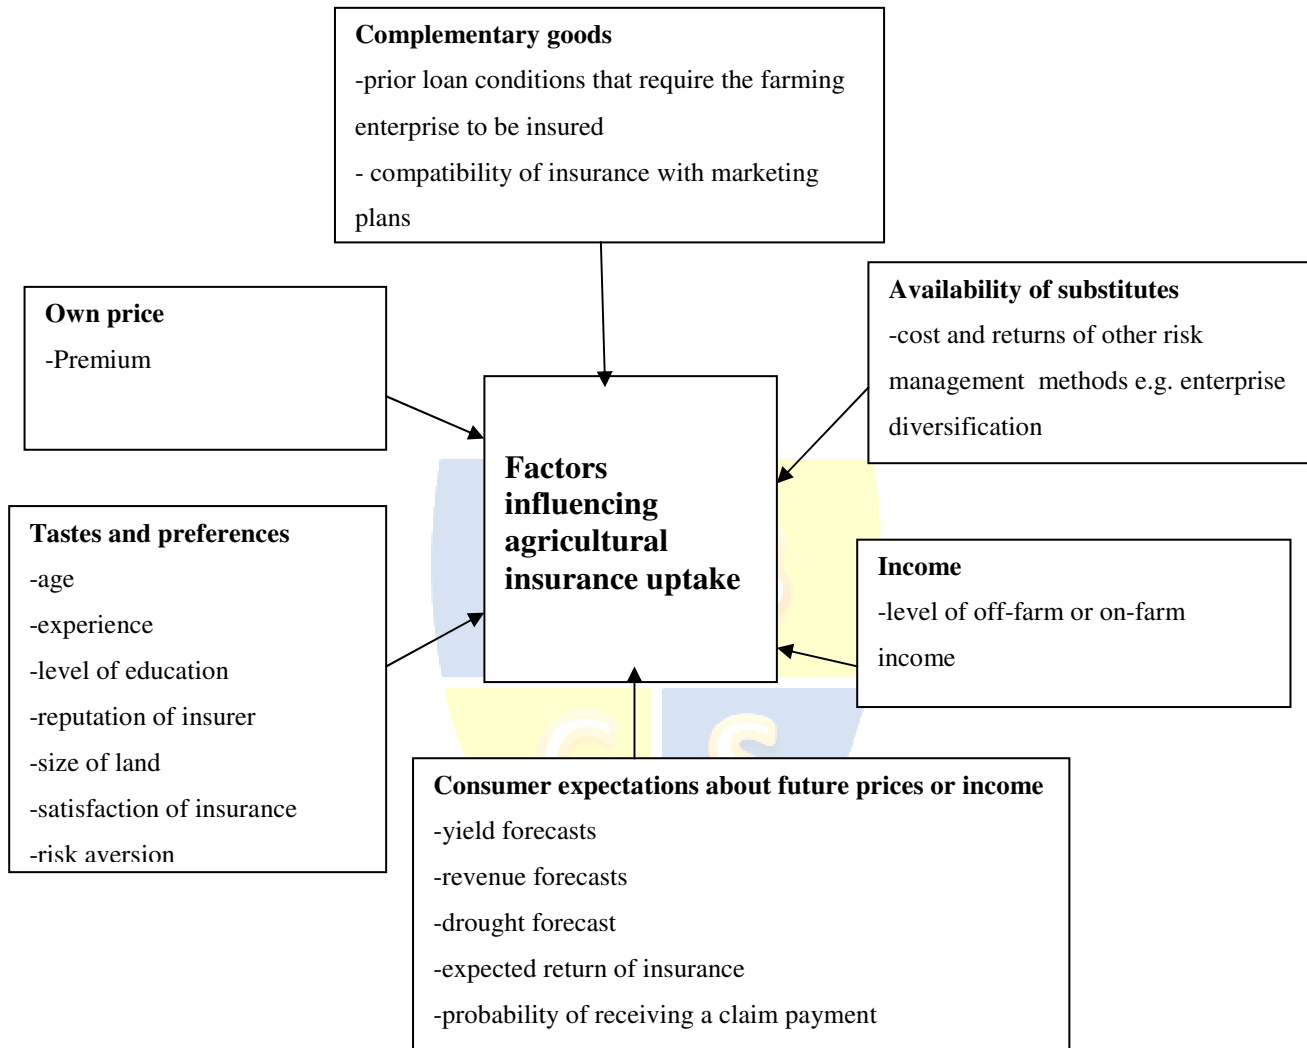 Complementary goods
-prior loan conditions that require the farming
enterprise to be insured
- compatibility of insurance with marketing
plans
Own price
-Premium
Availability of substitutes
-cost and returns of other risk
management methods e.g. enterprise
diversification
Factors
influencing
agricultural
insurance uptake
Tastes and preferences
-age
-experience
-level of education
-reputation of insurer
-size of land
-satisfaction of insurance
-risk aversion
Income
-level of off-farm or on-farm
income
Consumer expectations about future prices or income
-yield forecasts
-revenue forecasts
-drought forecast
-expected return of insurance
-probability of receiving a claim payment